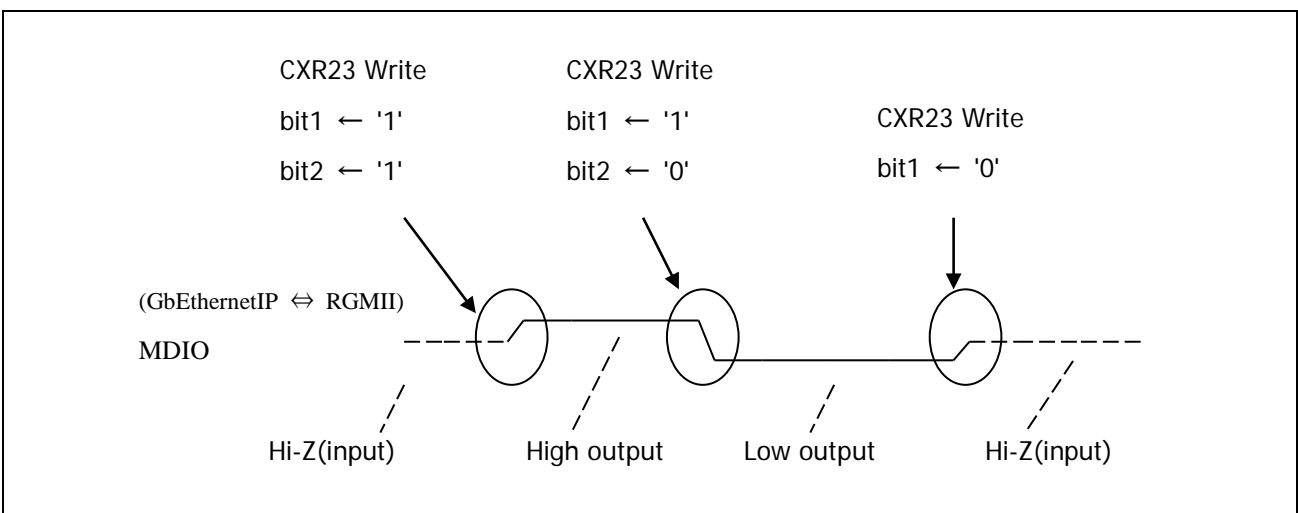 CXR23 Write
bit1 ← '1'
bit2 ← '1'
CXR23 Write
bit1 ← '1'
bit2 ← '0'
CXR23 Write
bit1 ← '0'
(GbEthernetIP ⇔ RGMII)
MDIO
Hi-Z(input)
High output
Low output
Hi-Z(input)